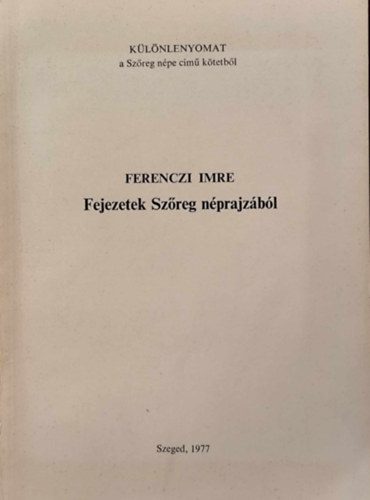 KÜLÖNLENYOMAT
a Szőreg népe című kötetből
FERENCZI IMRE
Fejezetek Szőreg néprajzából
Szeged, 1977